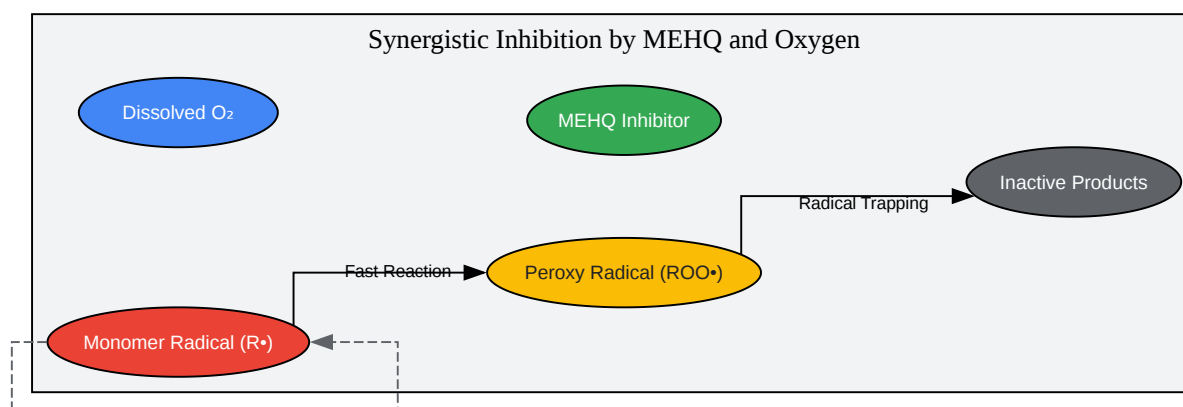 Synergistic Inhibition by MEHQ and Oxygen
Dissolved O₂
MEHQ Inhibitor
Inactive Products
Radical Trapping
Fast Reaction
Peroxy Radical (ROO•)
Monomer Radical (R•)